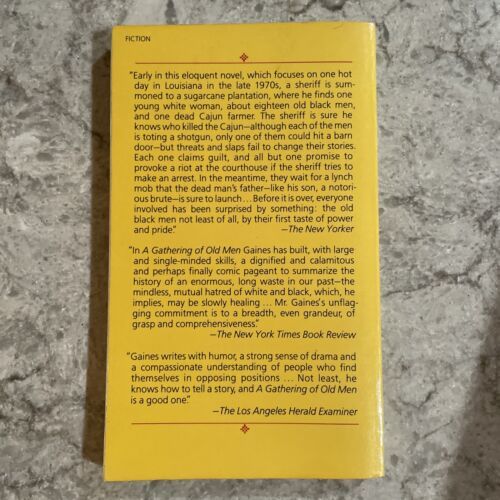 FICTION
"Early in this eloquent novel, which focuses on one hot
day in Louisiana in the late 1970s, a sheriff is sum-
moned to a sugarcane plantation, where he finds one
young white woman, about eighteen old black men,
and one dead Cajun farmer. The sheriff is sure he
knows who killed the Cajun—although each of the men
is toting a shotgun, only one of them could hit a barn
door—but threats and slaps fail to change their stories.
Each one claims guilt, and all but one promise to
provoke a riot at the courthouse if the sheriff tries to
make an arrest. In the meantime, they wait for a lynch
mob that the dead man's father—like his son, a notori-
ous brute—is sure to launch... Before it is over, everyone
involved has been surprised by something: the old
black men not least of all, by their first taste of power
and pride."
—The New Yorker
"In A Gathering of Old Men Gaines has built, with large
and single-minded skills, a dignified and calamitous
and perhaps finally comic pageant to summarize the
history of an enormous, long waste in our past—the
mindless, mutual hatred of white and black, which, he
implies, may be slowly healing ... Mr. Gaines's unflag-
ging commitment is to a breadth, even grandeur, of
grasp and comprehensiveness."
—The New York Times Book Review
"Gaines writes with humor, a strong sense of drama and
a compassionate understanding of people who find
themselves in opposing positions ... Not least, he
knows how to tell a story, and A Gathering of Old Men
is a good one."
—The Los Angeles Herald Examiner